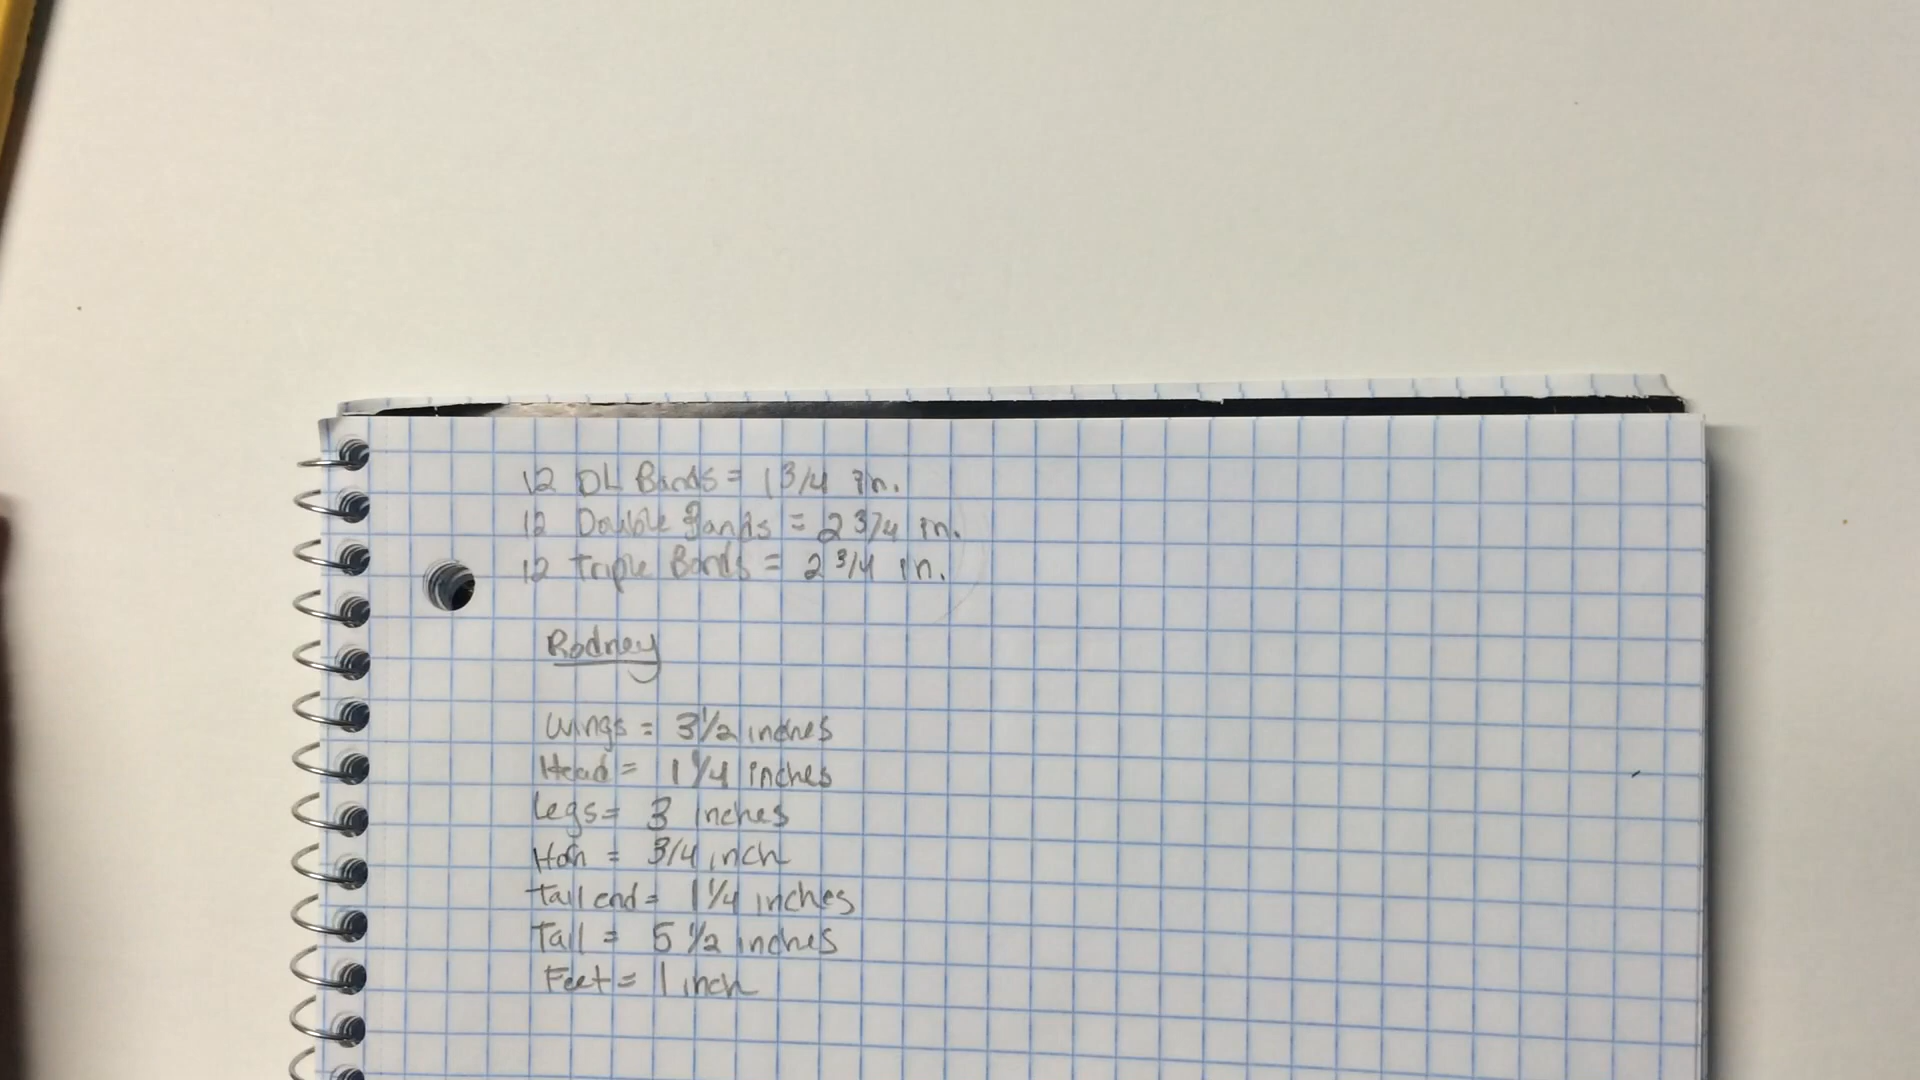 12 DL Bands = 1 3/4 in.
12 Double Bands = 2 3/4 in.
12 Triple Bands = 2 3/4 in.
Rodney
Wings = 3 1/2 inches
Head = 1 1/4 inches
Legs = 3 inches
= 3/4 inch
Tail end = 1 1/4 inches
Tail = 5 1/2 inches
Feet = 1 inch